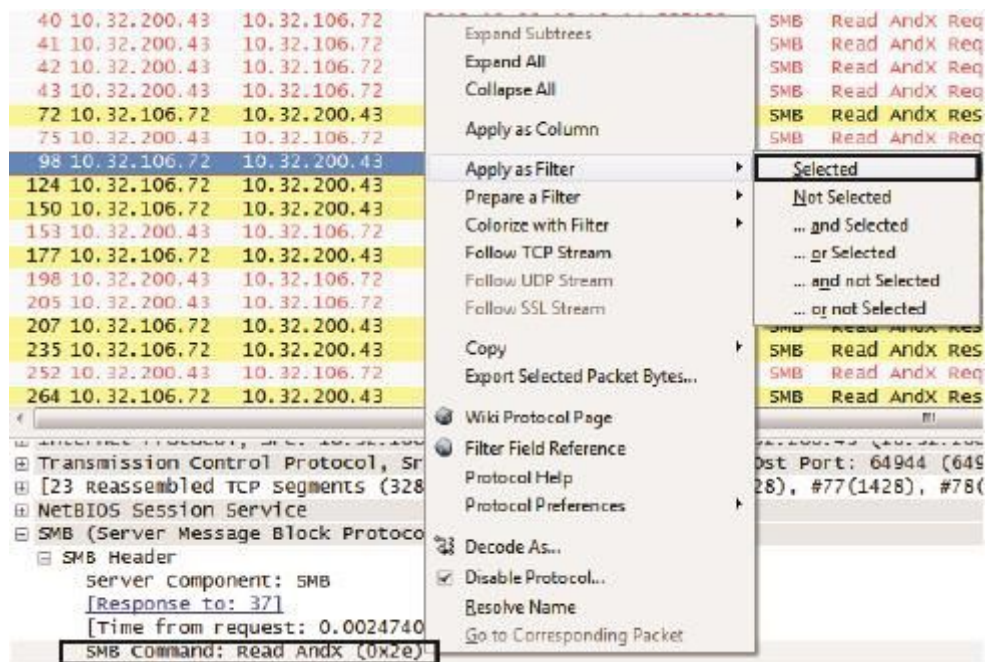 40 10.32.200.43 10.32.106.72 SMB Read AndX Req
41 10.32.200.43 10.32.106.72 SMB Read AndX Req
42 10.32.200.43 10.32.106.72 SMB Read AndX Req
43 10.32.200.43 10.32.106.72 SMB Read AndX Req
72 10.32.106.72 10.32.200.43 SMB Read AndX Res
75 10.32.200.43 10.32.106.72 SMB Read AndX Req
98 10.32.106.72 10.32.200.43
124 10.32.106.72 10.32.200.43
150 10.32.106.72 10.32.200.43
153 10.32.200.43 10.32.106.72
177 10.32.106.72 10.32.200.43
198 10.32.200.43 10.32.106.72
205 10.32.200.43 10.32.106.72
207 10.32.106.72 10.32.200.43 SMB Read AndX Res
235 10.32.106.72 10.32.200.43 SMB Read AndX Res
252 10.32.200.43 10.32.106.72 SMB Read AndX Req
264 10.32.106.72 10.32.200.43 SMB Read AndX Res
Expand Subtrees
Expand All
Collapse All
Apply as Column
Apply as Filter
Prepare a Filter
Colorize with Filter
Follow TCP Stream
Follow UDP Stream
Follow SSL Stream
Copy
Export Selected Packet Bytes...
Wiki Protocol Page
Filter Field Reference
Protocol Help
Protocol Preferences
Decode As...
Disable Protocol...
Resolve Name
Go to Corresponding Packet
Selected
Not Selected
... and Selected
... or Selected
... and not Selected
... or not Selected
Transmission Control Protocol, Sr
Port: 64944 (649
[23 Reassembled TCP Segments (328
28), #77(1428), #78(
NetBIOS Session Service
SMB (Server Message Block Protoco
SMB Header
Server Component: SMB
[Response to: 37]
[Time from request: 0.0024740
SMB Command: Read AndX (0x2e)